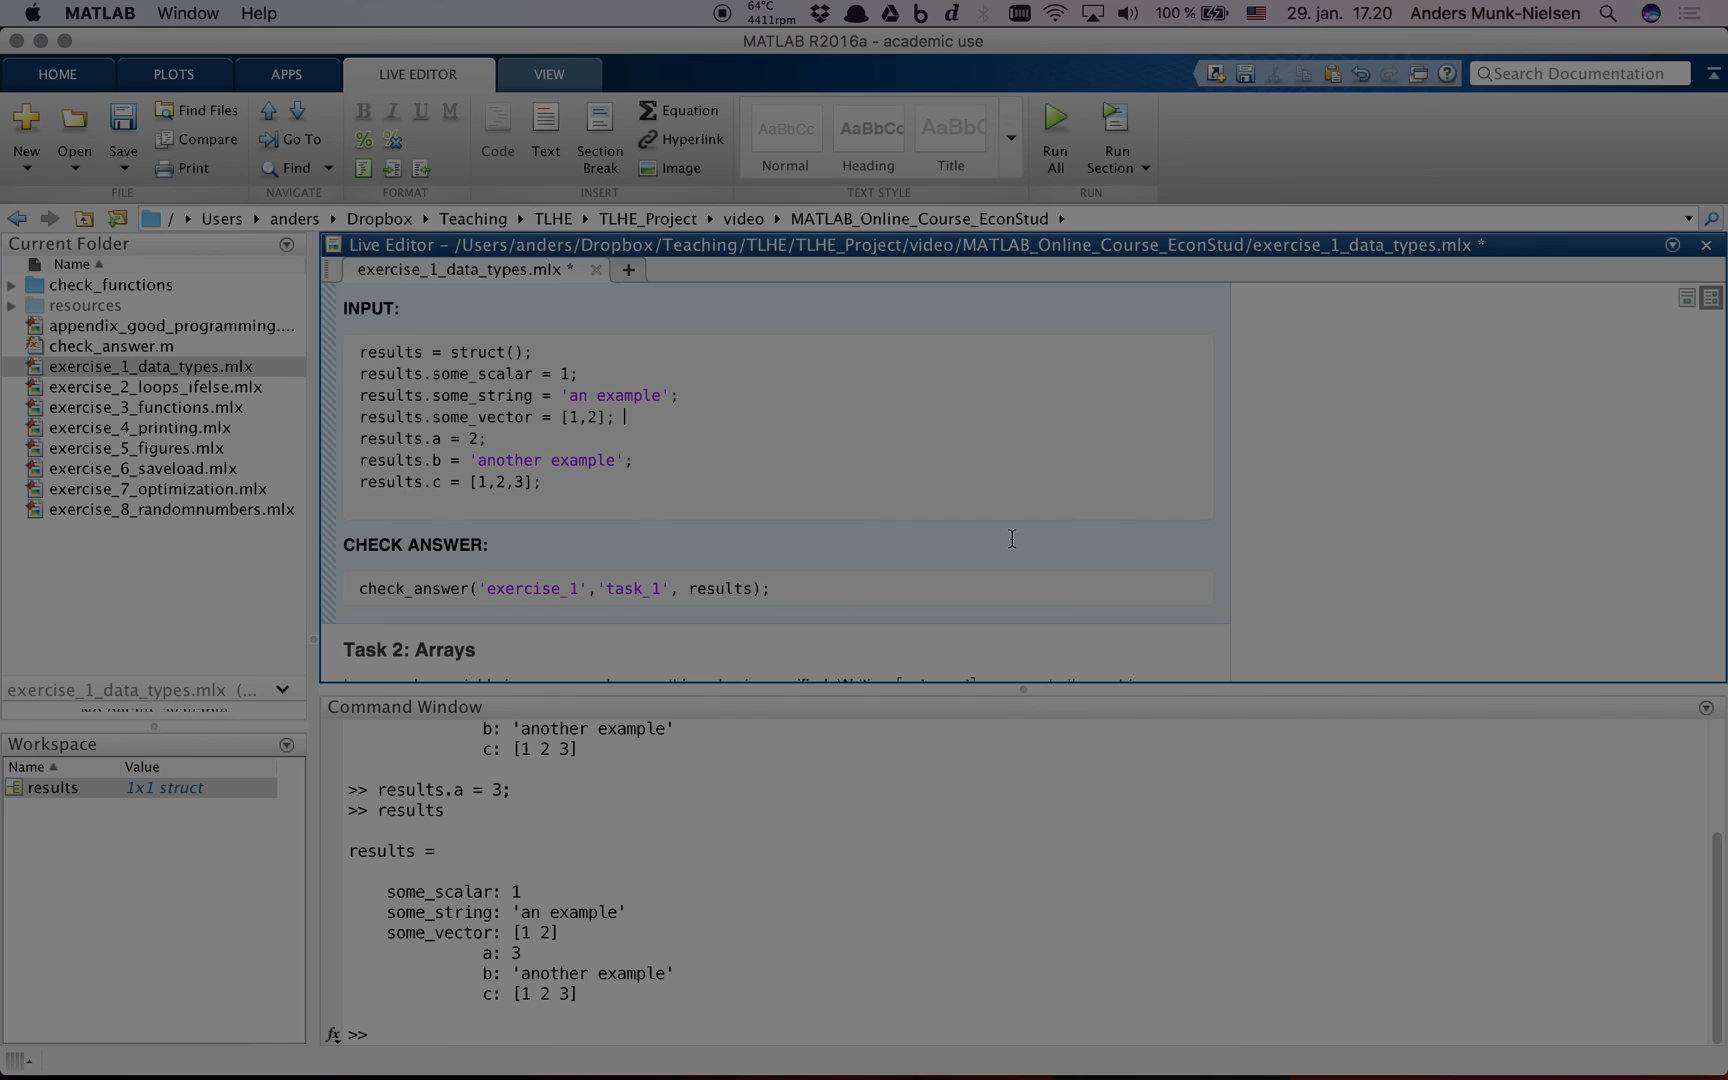 MATLAB Window Help
64°C
4411rpm
100 %
29. jan. 17.20 Anders Munk-Nielsen
MATLAB R2016a - academic use
HOME PLOTS APPS LIVE EDITOR VIEW
Search Documentation
New
Open
Save
Find Files
Compare
Print
FILE
Go To
Find
NAVIGATE
B I U M
FORMAT
Code
Text
Section
Break
Equation
Hyperlink
Image
INSERT
AaBbCc AaBbCc AaBb(
Normal Heading Title
TEXT STYLE
Run
All
Run
Section
RUN
/ Users anders Dropbox Teaching TLHE TLHE_Project video MATLAB_Online_Course_EconStud
Current Folder
Name
check_functions
resources
appendix_good_programming....
check_answer.m
exercise_1_data_types.mlx
exercise_2_loops_ifelse.mlx
exercise_3_functions.mlx
exercise_4_printing.mlx
exercise_5_figures.mlx
exercise_6_saveload.mlx
exercise_7_optimization.mlx
exercise_8_randomnumbers.mlx
exercise_1_data_types.mlx (...
Workspace
Name Value
results 1x1 struct
Live Editor – /Users/anders/Dropbox/Teaching/TLHE/TLHE_Project/video/MATLAB_Online_Course_EconStud/exercise_1_data_types.mlx *
exercise_1_data_types.mlx *
INPUT:
results = struct();
results.some_scalar = 1;
results.some_string = 'an example';
results.some_vector = [1,2];
results.a = 2;
results.b = 'another example';
results.c = [1,2,3];
CHECK ANSWER:
check_answer('exercise_1','task_1', results);
Task 2: Arrays
Command Window
b: 'another example'
c: [1 2 3]
>> results.a = 3;
>> results
results =
some_scalar: 1
some_string: 'an example'
some_vector: [1 2]
a: 3
b: 'another example'
c: [1 2 3]
fx >>